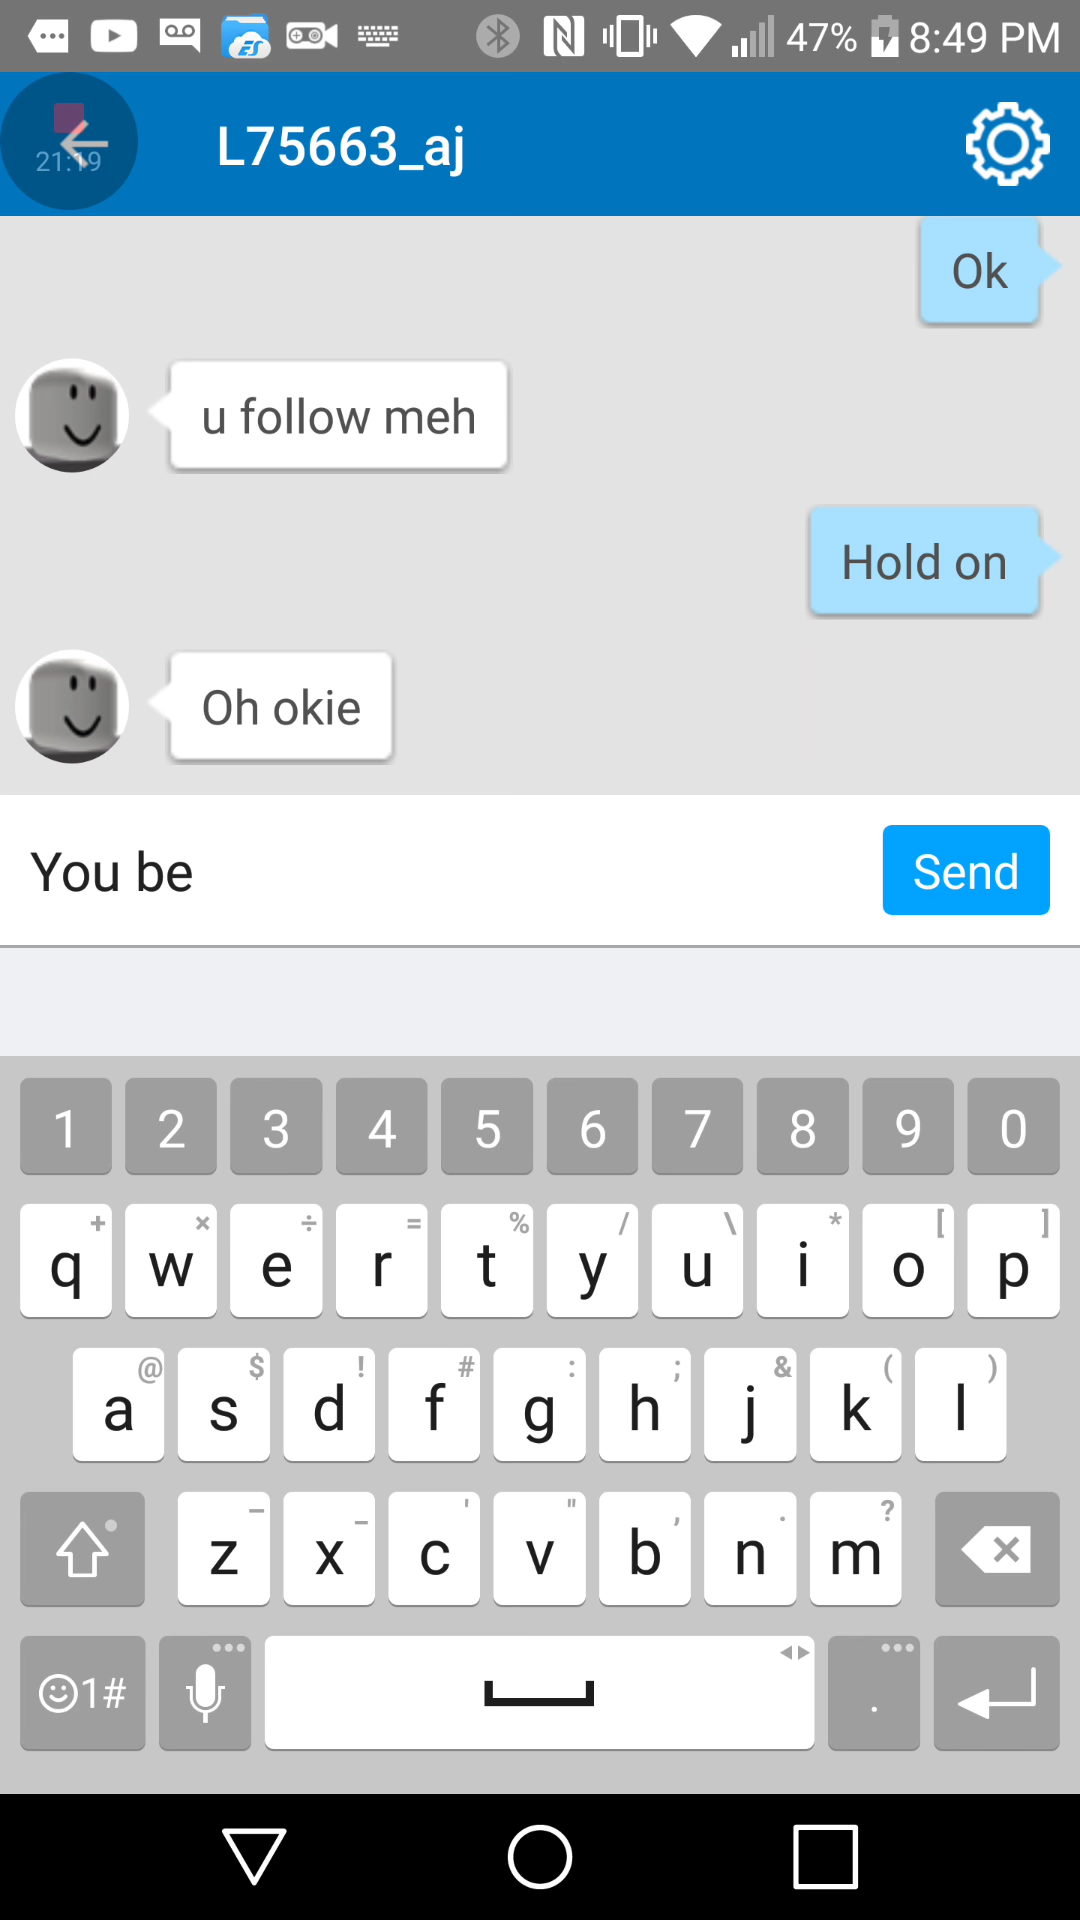 47% 8:49 PM
21:19
L75663_aj
Ok
u follow meh
Hold on
Oh okie
You be
Send
1 2 3 4 5 6 7 8 9 0
+ × ÷ = % / \ * [ ]
q w e r t y u i o p
@ $ ! # : ; & ( )
a s d f g h j k l
– _ ' " , . ?
z x c v b n m
1# .